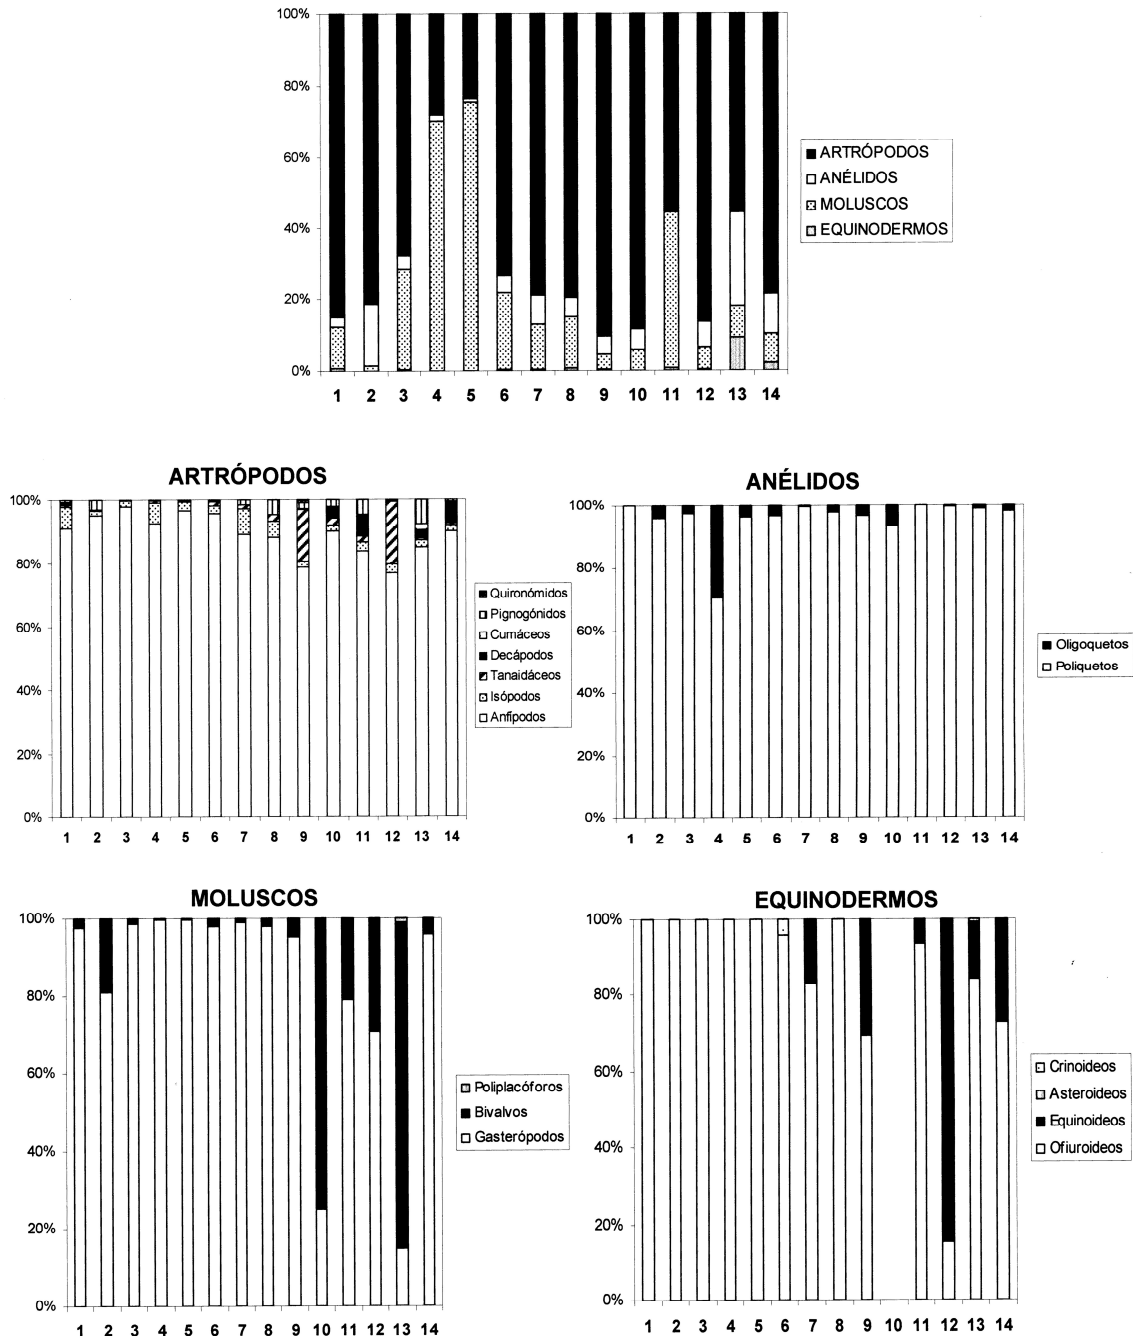 100%
80%
60%
40%
20%
0%
1 2 3 4 5 6 7 8 9 10 11 12 13 14
ARTRÓPODOS
ANÉLIDOS
MOLUSCOS
EQUINODERMOS
ARTRÓPODOS
100%
80%
60%
40%
20%
0%
1 2 3 4 5 6 7 8 9 10 11 12 13 14
Quironómidos
Pignogónidos
Cumáceos
Decápodos
Tanaidáceos
Isópodos
Anfípodos
ANÉLIDOS
100%
80%
60%
40%
20%
0%
1 2 3 4 5 6 7 8 9 10 11 12 13 14
Oligoquetos
Poliquetos
MOLUSCOS
100%
80%
60%
40%
20%
0%
1 2 3 4 5 6 7 8 9 10 11 12 13 14
Poliplacóforos
Bivalvos
Gasterópodos
EQUINODERMOS
100%
80%
60%
40%
20%
0%
1 2 3 4 5 6 7 8 9 10 11 12 13 14
Crinoideos
Asteroideos
Equinoideos
Ofiuroideos